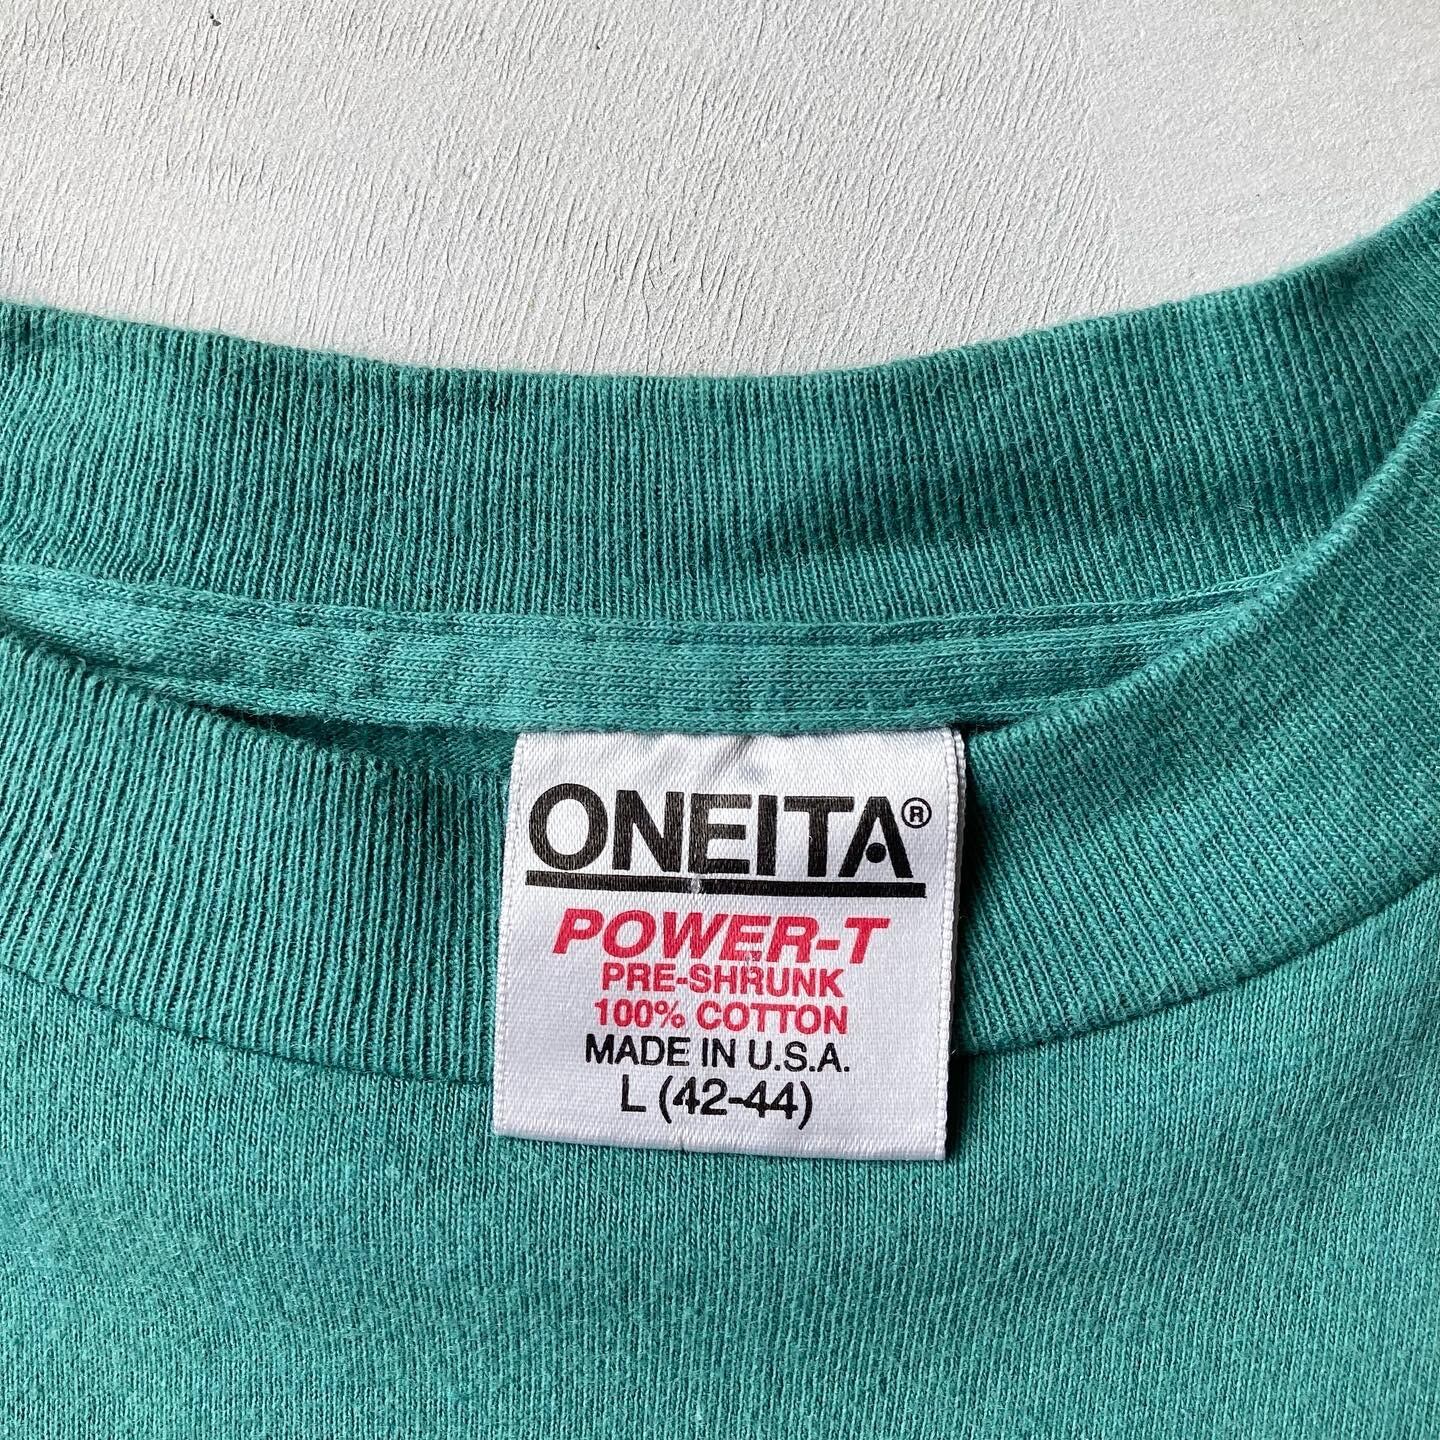 ONEITA®
POWER-T
PRE-SHRUNK
100% COTTON
MADE IN U.S.A.
L (42-44)